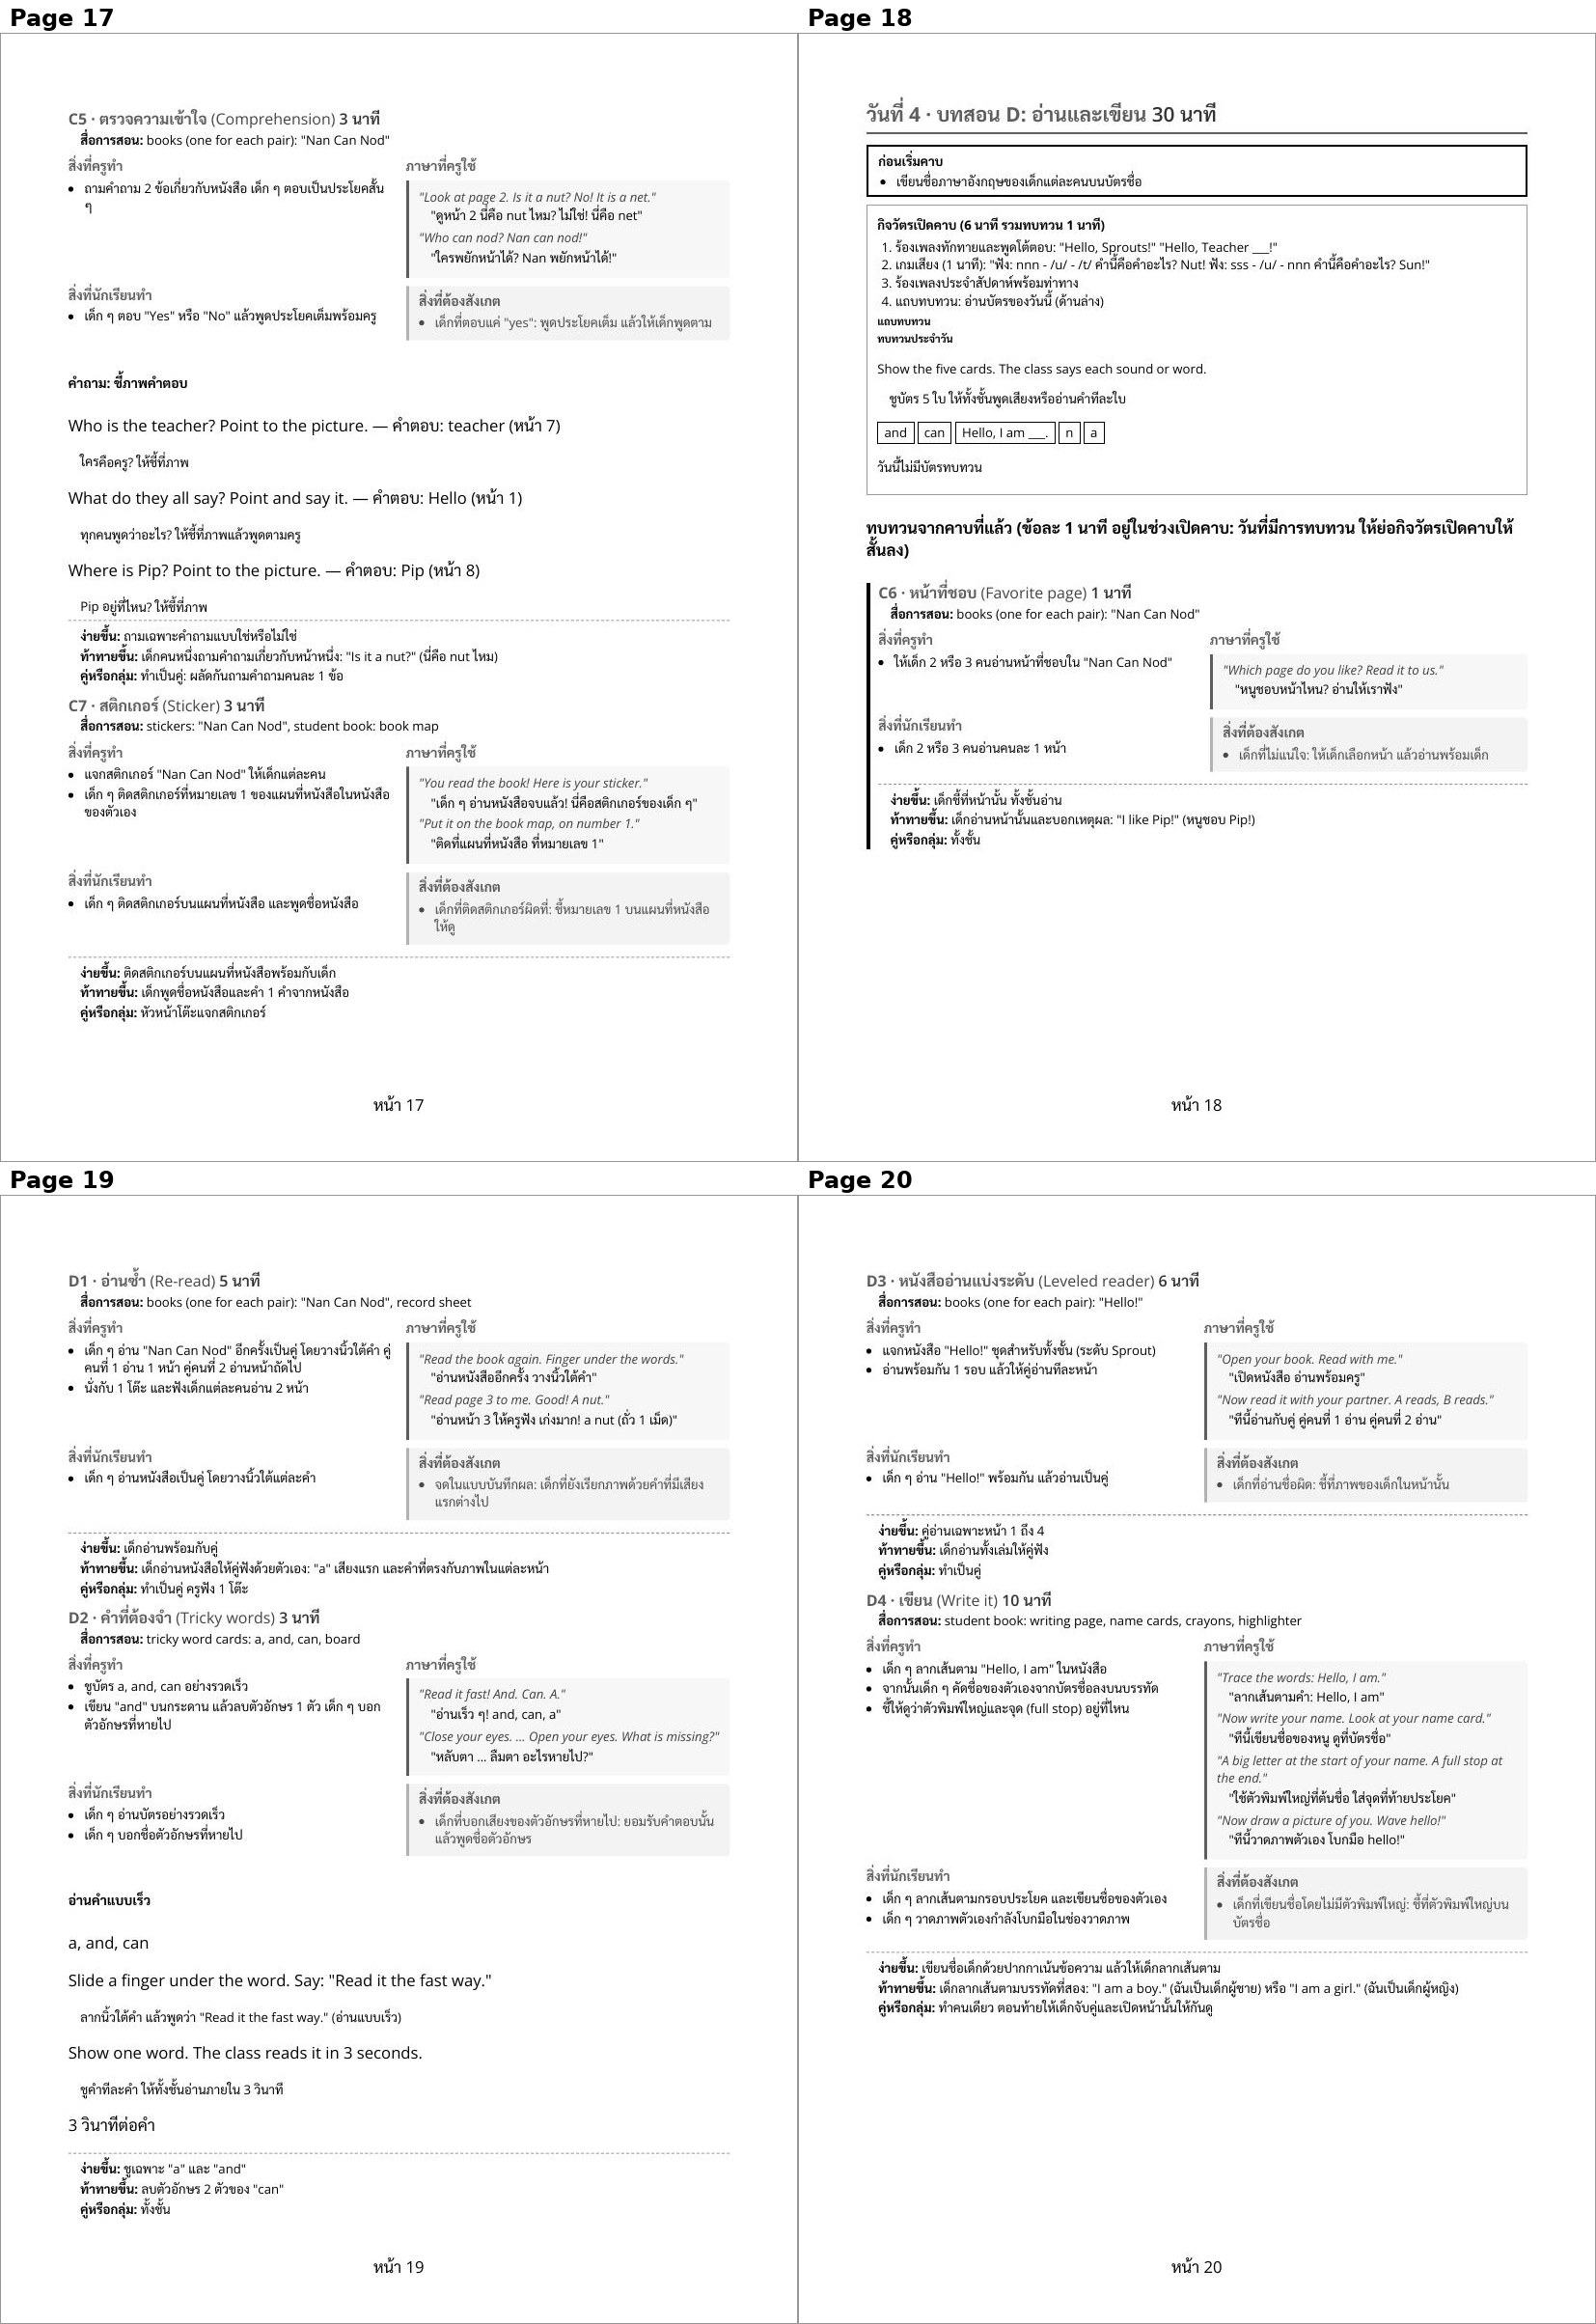 Page 17
C5 · ตรวจความเข้าใจ (Comprehension) 3 นาที
สื่อการสอน: books (one for each pair): "Nan Can Nod"
สิ่งที่ครูทำ
• ถามคำถาม 2 ข้อเกี่ยวกับหนังสือ เด็ก ๆ ตอบเป็นประโยคสั้น
ๆ
ภาษาที่ครูใช้
"Look at page 2. Is it a nut? No! It is a net."
"ดูหน้า 2 นี่คือ nut ไหม? ไม่ใช่! นี่คือ net"
"Who can nod? Nan can nod!"
"ใครพยักหน้าได้? Nan พยักหน้าได้!"
สิ่งที่นักเรียนทำ
• เด็ก ๆ ตอบ "Yes" หรือ "No" แล้วพูดประโยคเต็มพร้อมครู
สิ่งที่ต้องสังเกต
• เด็กที่ตอบแค่ "yes": พูดประโยคเต็ม แล้วให้เด็กพูดตาม
คำถาม: ชี้ภาพคำตอบ
Who is the teacher? Point to the picture. — คำตอบ: teacher (หน้า 7)
ใครคือครู? ให้ชี้ที่ภาพ
What do they all say? Point and say it. — คำตอบ: Hello (หน้า 1)
ทุกคนพูดว่าอะไร? ให้ชี้ที่ภาพแล้วพูดตามครู
Where is Pip? Point to the picture. — คำตอบ: Pip (หน้า 8)
Pip อยู่ที่ไหน? ให้ชี้ที่ภาพ
ง่ายขึ้น: ถามเฉพาะคำถามแบบใช่หรือไม่ใช่
ท้าทายขึ้น: เด็กคนหนึ่งถามคำถามเกี่ยวกับหน้าหนึ่ง: "Is it a nut?" (นี่คือ nut ไหม)
คู่หรือกลุ่ม: ทำเป็นคู่: ผลัดกันถามคำถามคนละ 1 ข้อ
C7 · สติกเกอร์ (Sticker) 3 นาที
สื่อการสอน: stickers: "Nan Can Nod", student book: book map
สิ่งที่ครูทำ
• แจกสติกเกอร์ "Nan Can Nod" ให้เด็กแต่ละคน
• เด็ก ๆ ติดสติกเกอร์ที่หมายเลข 1 ของแผนที่หนังสือในหนังสือ
ของตัวเอง
ภาษาที่ครูใช้
"You read the book! Here is your sticker."
"เด็ก ๆ อ่านหนังสือจบแล้ว! นี่คือสติกเกอร์ของเด็ก ๆ"
"Put it on the book map, on number 1."
"ติดที่แผนที่หนังสือ ที่หมายเลข 1"
สิ่งที่นักเรียนทำ
• เด็ก ๆ ติดสติกเกอร์บนแผนที่หนังสือ และพูดชื่อหนังสือ
สิ่งที่ต้องสังเกต
• เด็กที่ติดสติกเกอร์ผิดที่: ชี้หมายเลข 1 บนแผนที่หนังสือ
ให้ดู
ง่ายขึ้น: ติดสติกเกอร์บนแผนที่หนังสือพร้อมกับเด็ก
ท้าทายขึ้น: เด็กพูดชื่อหนังสือและคำ 1 คำจากหนังสือ
คู่หรือกลุ่ม: หัวหน้าโต๊ะแจกสติกเกอร์
หน้า 17
Page 18
วันที่ 4 · บทสอน D: อ่านและเขียน 30 นาที
ก่อนเริ่มคาบ
• เขียนชื่อภาษาอังกฤษของเด็กแต่ละคนบนบัตรชื่อ
กิจวัตรเปิดคาบ (6 นาที รวมทบทวน 1 นาที)
1. ร้องเพลงทักทายและพูดโต้ตอบ: "Hello, Sprouts!" "Hello, Teacher ___!"
2. เกมเสียง (1 นาที): "ฟัง: nnn - /u/ - /t/ คำนี้คือคำอะไร? Nut! ฟัง: sss - /u/ - nnn คำนี้คือคำอะไร? Sun!"
3. ร้องเพลงประจำสัปดาห์พร้อมท่าทาง
4. แถบทบทวน: อ่านบัตรของวันนี้ (ด้านล่าง)
แถบทบทวน
ทบทวนประจำวัน
Show the five cards. The class says each sound or word.
ชูบัตร 5 ใบ ให้ทั้งชั้นพูดเสียงหรืออ่านคำทีละใบ
and can Hello, I am ___. n a
วันนี้ไม่มีบัตรทบทวน
ทบทวนจากคาบที่แล้ว (ข้อละ 1 นาที อยู่ในช่วงเปิดคาบ: วันที่มีการทบทวน ให้ย่อกิจวัตรเปิดคาบให้
สั้นลง)
C6 · หน้าที่ชอบ (Favorite page) 1 นาที
สื่อการสอน: books (one for each pair): "Nan Can Nod"
สิ่งที่ครูทำ
• ให้เด็ก 2 หรือ 3 คนอ่านหน้าที่ชอบใน "Nan Can Nod"
ภาษาที่ครูใช้
"Which page do you like? Read it to us."
"หนูชอบหน้าไหน? อ่านให้เราฟัง"
สิ่งที่นักเรียนทำ
• เด็ก 2 หรือ 3 คนอ่านคนละ 1 หน้า
สิ่งที่ต้องสังเกต
• เด็กที่ไม่แน่ใจ: ให้เด็กเลือกหน้า แล้วอ่านพร้อมเด็ก
ง่ายขึ้น: เด็กชี้ที่หน้านั้น ทั้งชั้นอ่าน
ท้าทายขึ้น: เด็กอ่านหน้านั้นและบอกเหตุผล: "I like Pip!" (หนูชอบ Pip!)
คู่หรือกลุ่ม: ทั้งชั้น
หน้า 18
Page 19
D1 · อ่านซ้ำ (Re-read) 5 นาที
สื่อการสอน: books (one for each pair): "Nan Can Nod", record sheet
สิ่งที่ครูทำ
• เด็ก ๆ อ่าน "Nan Can Nod" อีกครั้งเป็นคู่ โดยวางนิ้วใต้คำ คู่
คนที่ 1 อ่าน 1 หน้า คู่คนที่ 2 อ่านหน้าถัดไป
• นั่งกับ 1 โต๊ะ และฟังเด็กแต่ละคนอ่าน 2 หน้า
ภาษาที่ครูใช้
"Read the book again. Finger under the words."
"อ่านหนังสืออีกครั้ง วางนิ้วใต้คำ"
"Read page 3 to me. Good! A nut."
"อ่านหน้า 3 ให้ครูฟัง เก่งมาก! a nut (ถั่ว 1 เม็ด)"
สิ่งที่นักเรียนทำ
• เด็ก ๆ อ่านหนังสือเป็นคู่ โดยวางนิ้วใต้แต่ละคำ
สิ่งที่ต้องสังเกต
• จดในแบบบันทึกผล: เด็กที่ยังเรียกภาพด้วยคำที่มีเสียง
แรกต่างไป
ง่ายขึ้น: เด็กอ่านพร้อมกับคู่
ท้าทายขึ้น: เด็กอ่านหนังสือให้คู่ฟังด้วยตัวเอง: "a" เสียงแรก และคำที่ตรงกับภาพในแต่ละหน้า
คู่หรือกลุ่ม: ทำเป็นคู่ ครูฟัง 1 โต๊ะ
D2 · คำที่ต้องจำ (Tricky words) 3 นาที
สื่อการสอน: tricky word cards: a, and, can, board
สิ่งที่ครูทำ
• ชูบัตร a, and, can อย่างรวดเร็ว
• เขียน "and" บนกระดาน แล้วลบตัวอักษร 1 ตัว เด็ก ๆ บอก
ตัวอักษรที่หายไป
ภาษาที่ครูใช้
"Read it fast! And. Can. A."
"อ่านเร็ว ๆ! and, can, a"
"Close your eyes. ... Open your eyes. What is missing?"
"หลับตา ... ลืมตา อะไรหายไป?"
สิ่งที่นักเรียนทำ
• เด็ก ๆ อ่านบัตรอย่างรวดเร็ว
• เด็ก ๆ บอกชื่อตัวอักษรที่หายไป
สิ่งที่ต้องสังเกต
• เด็กที่บอกเสียงของตัวอักษรที่หายไป: ยอมรับคำตอบนั้น
แล้วพูดชื่อตัวอักษร
อ่านคำแบบเร็ว
a, and, can
Slide a finger under the word. Say: "Read it the fast way."
ลากนิ้วใต้คำ แล้วพูดว่า "Read it the fast way." (อ่านแบบเร็ว)
Show one word. The class reads it in 3 seconds.
ชูคำทีละคำ ให้ทั้งชั้นอ่านภายใน 3 วินาที
3 วินาทีต่อคำ
ง่ายขึ้น: ชูเฉพาะ "a" และ "and"
ท้าทายขึ้น: ลบตัวอักษร 2 ตัวของ "can"
คู่หรือกลุ่ม: ทั้งชั้น
หน้า 19
Page 20
D3 · หนังสืออ่านแบ่งระดับ (Leveled reader) 6 นาที
สื่อการสอน: books (one for each pair): "Hello!"
สิ่งที่ครูทำ
• แจกหนังสือ "Hello!" ชุดสำหรับทั้งชั้น (ระดับ Sprout)
• อ่านพร้อมกัน 1 รอบ แล้วให้คู่อ่านทีละหน้า
ภาษาที่ครูใช้
"Open your book. Read with me."
"เปิดหนังสือ อ่านพร้อมครู"
"Now read it with your partner. A reads, B reads."
"ทีนี้อ่านกับคู่ คู่คนที่ 1 อ่าน คู่คนที่ 2 อ่าน"
สิ่งที่นักเรียนทำ
• เด็ก ๆ อ่าน "Hello!" พร้อมกัน แล้วอ่านเป็นคู่
สิ่งที่ต้องสังเกต
• เด็กที่อ่านชื่อผิด: ชี้ที่ภาพของเด็กในหน้านั้น
ง่ายขึ้น: คู่อ่านเฉพาะหน้า 1 ถึง 4
ท้าทายขึ้น: เด็กอ่านทั้งเล่มให้คู่ฟัง
คู่หรือกลุ่ม: ทำเป็นคู่
D4 · เขียน (Write it) 10 นาที
สื่อการสอน: student book: writing page, name cards, crayons, highlighter
สิ่งที่ครูทำ
• เด็ก ๆ ลากเส้นตาม "Hello, I am" ในหนังสือ
• จากนั้นเด็ก ๆ คัดชื่อของตัวเองจากบัตรชื่อลงบนบรรทัด
• ชี้ให้ดูว่าตัวพิมพ์ใหญ่และจุด (full stop) อยู่ที่ไหน
ภาษาที่ครูใช้
"Trace the words: Hello, I am."
"ลากเส้นตามคำ: Hello, I am"
"Now write your name. Look at your name card."
"ทีนี้เขียนชื่อของหนู ดูที่บัตรชื่อ"
"A big letter at the start of your name. A full stop at
the end."
"ใช้ตัวพิมพ์ใหญ่ที่ต้นชื่อ ใส่จุดที่ท้ายประโยค"
"Now draw a picture of you. Wave hello!"
"ทีนี้วาดภาพตัวเอง โบกมือ hello!"
สิ่งที่นักเรียนทำ
• เด็ก ๆ ลากเส้นตามกรอบประโยค และเขียนชื่อของตัวเอง
• เด็ก ๆ วาดภาพตัวเองกำลังโบกมือในช่องวาดภาพ
สิ่งที่ต้องสังเกต
• เด็กที่เขียนชื่อโดยไม่มีตัวพิมพ์ใหญ่: ชี้ที่ตัวพิมพ์ใหญ่บน
บัตรชื่อ
ง่ายขึ้น: เขียนชื่อเด็กด้วยปากกาเน้นข้อความ แล้วให้เด็กลากเส้นตาม
ท้าทายขึ้น: เด็กลากเส้นตามบรรทัดที่สอง: "I am a boy." (ฉันเป็นเด็กผู้ชาย) หรือ "I am a girl." (ฉันเป็นเด็กผู้หญิง)
คู่หรือกลุ่ม: ทำคนเดียว ตอนท้ายให้เด็กจับคู่และเปิดหน้านั้นให้กันดู
หน้า 20